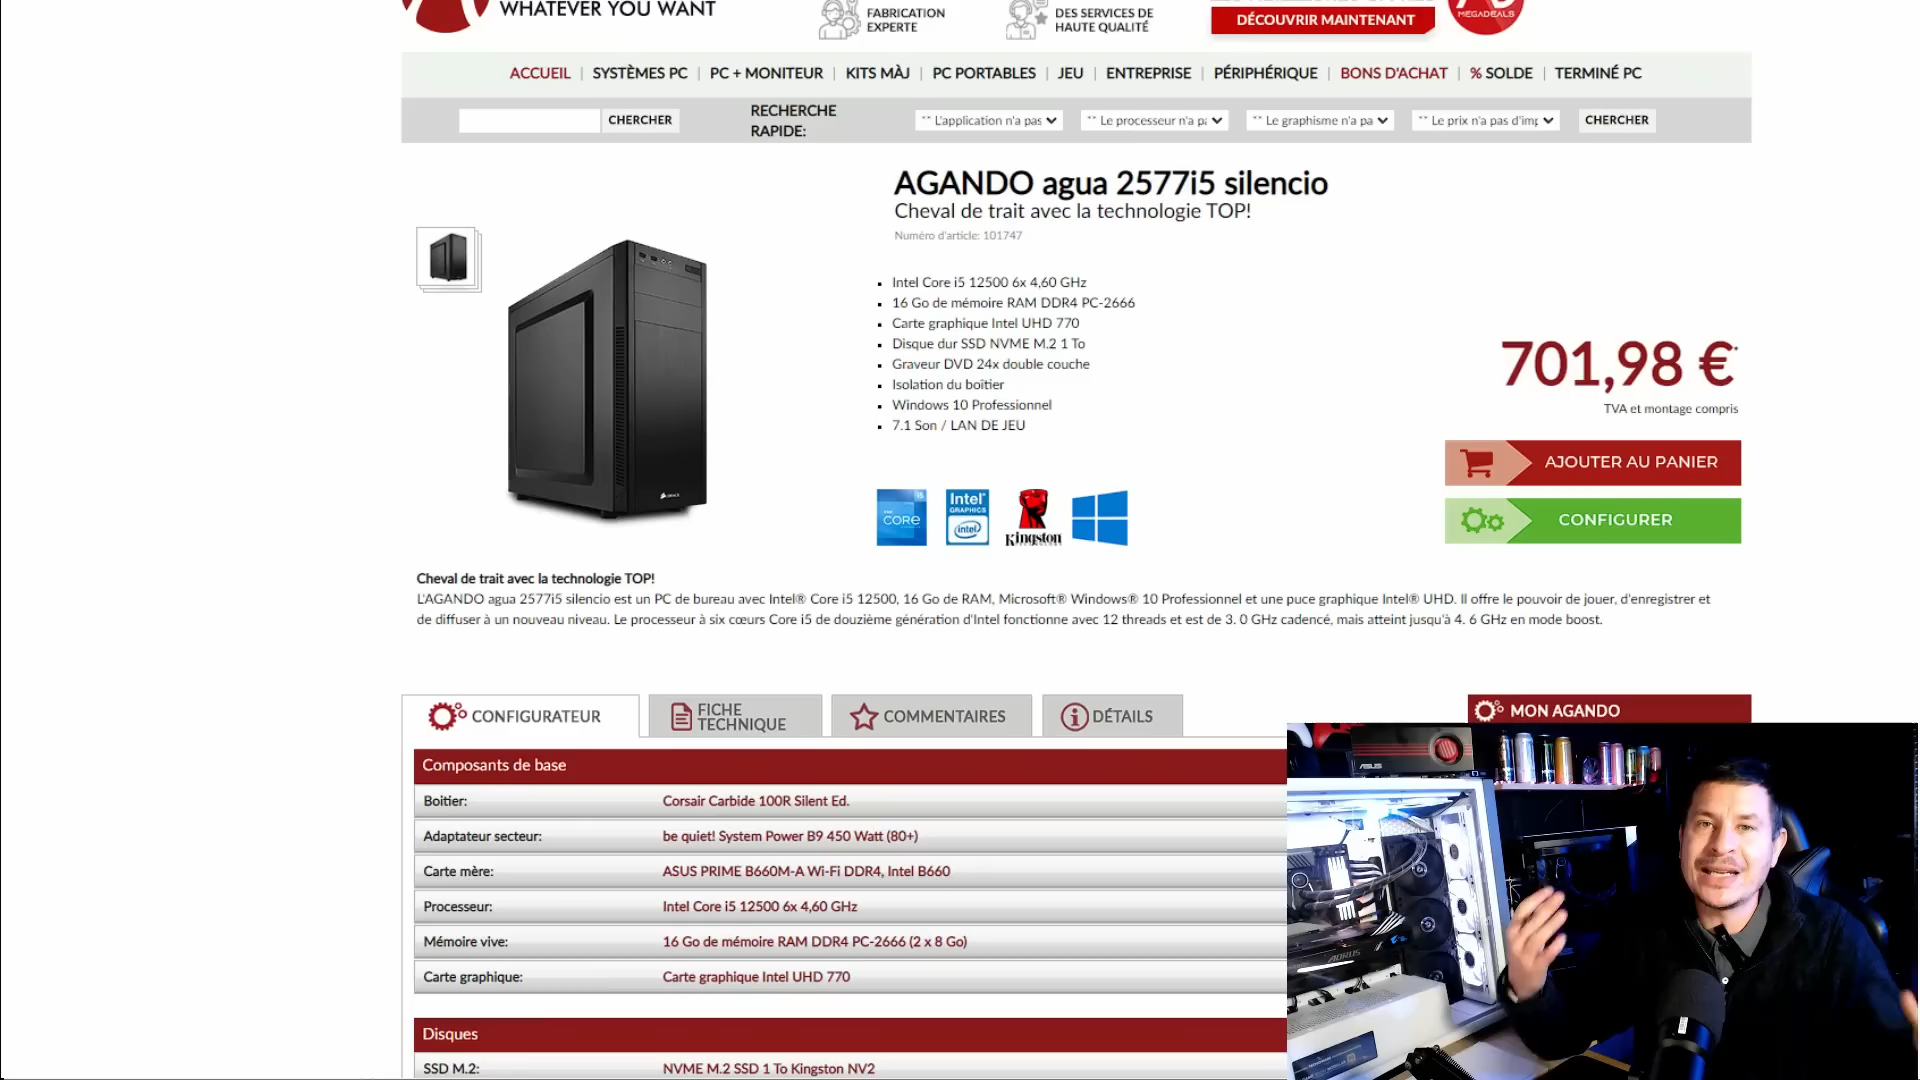 WHATEVER YOU WANT
FABRICATION
EXPERTE
DES SERVICES DE
HAUTE QUALITÉ
DÉCOUVRIR MAINTENANT
MEGADEALS
ACCUEIL | SYSTÈMES PC | PC + MONITEUR | KITS MÀJ | PC PORTABLES | JEU | ENTREPRISE | PÉRIPHÉRIQUE | BONS D'ACHAT | % SOLDE | TERMINÉ PC
CHERCHER
RECHERCHE
RAPIDE:
** L'application n'a pas
** Le processeur n'a pa
** Le graphisme n'a pa
** Le prix n'a pas d'imp
CHERCHER
AGANDO agua 2577i5 silencio
Cheval de trait avec la technologie TOP!
Numéro d'article: 101747
Intel Core i5 12500 6x 4,60 GHz
16 Go de mémoire RAM DDR4 PC-2666
Carte graphique Intel UHD 770
Disque dur SSD NVME M.2 1 To
Graveur DVD 24x double couche
Isolation du boîtier
Windows 10 Professionnel
7.1 Son / LAN DE JEU
701,98 €*
TVA et montage compris
AJOUTER AU PANIER
CONFIGURER
i5
CORE
Intel®
GRAPHICS
intel
Kingston
Cheval de trait avec la technologie TOP!
L'AGANDO agua 2577i5 silencio est un PC de bureau avec Intel® Core i5 12500, 16 Go de RAM, Microsoft® Windows® 10 Professionnel et une puce graphique Intel® UHD. Il offre le pouvoir de jouer, d'enregistrer et
de diffuser à un nouveau niveau. Le processeur à six cœurs Core i5 de douzième génération d'Intel fonctionne avec 12 threads et est de 3. 0 GHz cadencé, mais atteint jusqu'à 4. 6 GHz en mode boost.
CONFIGURATEUR
FICHE
TECHNIQUE
COMMENTAIRES
DÉTAILS
MON AGANDO
Composants de base
Boitier: Corsair Carbide 100R Silent Ed.
Adaptateur secteur: be quiet! System Power B9 450 Watt (80+)
Carte mère: ASUS PRIME B660M-A Wi-Fi DDR4, Intel B660
Processeur: Intel Core i5 12500 6x 4,60 GHz
Mémoire vive: 16 Go de mémoire RAM DDR4 PC-2666 (2 x 8 Go)
Carte graphique: Carte graphique Intel UHD 770
Disques
SSD M.2: NVME M.2 SSD 1 To Kingston NV2
ASUS
AORUS